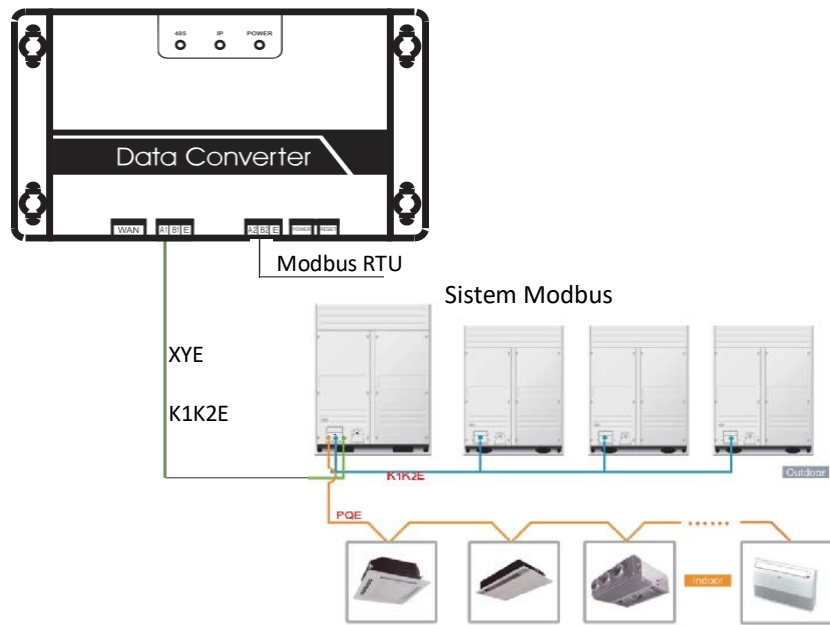 485 IP POWER
Data Converter
WAN A1 B1 E A2 B2 E POWER RESET
Modbus RTU
Sistem Modbus
XYE
K1K2E
K1K2E
Outdoor
PQE
Indoor